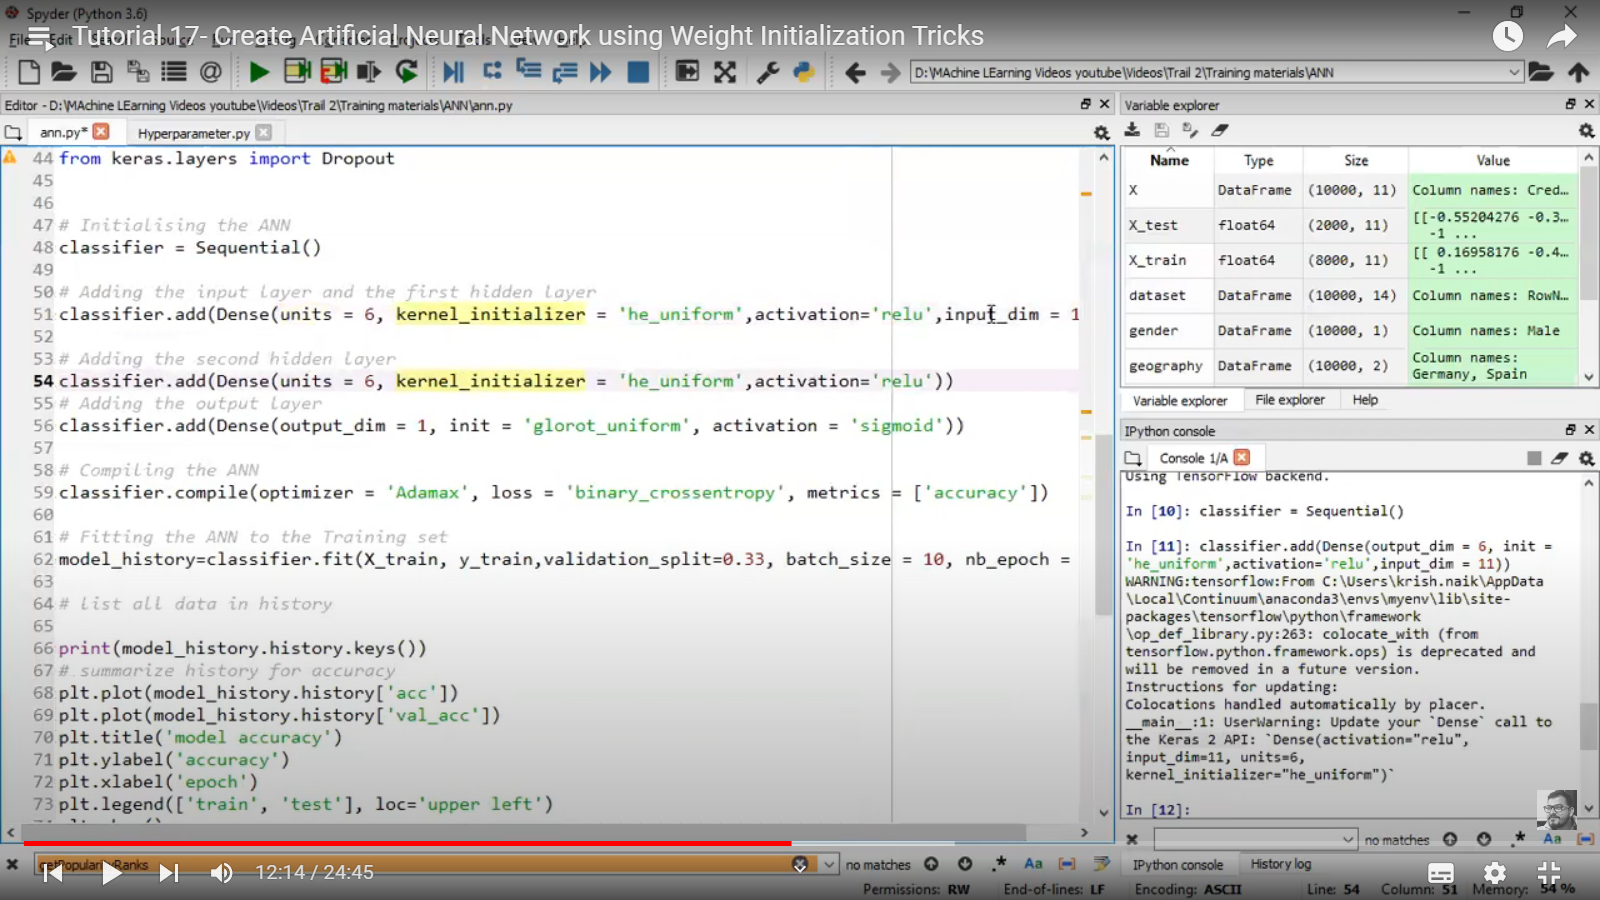 Spyder (Python 3.6)
Tutorial 17- Create Artificial Neural Network using Weight Initialization Tricks
File Edit
D:\MAchine LEarning Videos youtube\Videos\Trail 2\Training materials\ANN
Editor - D:\MAchine LEarning Videos youtube\Videos\Trail 2\Training materials\ANN\ann.py
ann.py*
Hyperparameter.py
44 from keras.layers import Dropout
45
46
47 # Initialising the ANN
48 classifier = Sequential()
49
50 # Adding the input layer and the first hidden layer
51 classifier.add(Dense(units = 6, kernel_initializer = 'he_uniform',activation='relu',input_dim = 1
52
53 # Adding the second hidden layer
54 classifier.add(Dense(units = 6, kernel_initializer = 'he_uniform',activation='relu'))
55 # Adding the output layer
56 classifier.add(Dense(output_dim = 1, init = 'glorot_uniform', activation = 'sigmoid'))
57
58 # Compiling the ANN
59 classifier.compile(optimizer = 'Adamax', loss = 'binary_crossentropy', metrics = ['accuracy'])
60
61 # Fitting the ANN to the Training set
62 model_history=classifier.fit(X_train, y_train,validation_split=0.33, batch_size = 10, nb_epoch =
63
64 # list all data in history
65
66 print(model_history.history.keys())
67 # summarize history for accuracy
68 plt.plot(model_history.history['acc'])
69 plt.plot(model_history.history['val_acc'])
70 plt.title('model accuracy')
71 plt.ylabel('accuracy')
72 plt.xlabel('epoch')
73 plt.legend(['train', 'test'], loc='upper left')
no matches
12:14 / 24:45
Variable explorer
Name Type Size Value
X DataFrame (10000, 11) Column names: Cred...
X_test float64 (2000, 11) [[-0.55204276 -0.3...
-1 ...
X_train float64 (8000, 11) [[ 0.16958176 -0.4...
-1 ...
dataset DataFrame (10000, 14) Column names: RowN...
gender DataFrame (10000, 1) Column names: Male
geography DataFrame (10000, 2) Column names:
Germany, Spain
Variable explorer File explorer Help
IPython console
Console 1/A
Using TensorFlow backend.
In [10]: classifier = Sequential()
In [11]: classifier.add(Dense(output_dim = 6, init =
'he_uniform',activation='relu',input_dim = 11))
WARNING:tensorflow:From C:\Users\krish.naik\AppData
\Local\Continuum\anaconda3\envs\myenv\lib\site-
packages\tensorflow\python\framework
\op_def_library.py:263: colocate_with (from
tensorflow.python.framework.ops) is deprecated and
will be removed in a future version.
Instructions for updating:
Colocations handled automatically by placer.
__main__:1: UserWarning: Update your `Dense` call to
the Keras 2 API: `Dense(activation="relu",
input_dim=11, units=6,
kernel_initializer="he_uniform")`
In [12]:
no matches
Aa
IPython console History log
Permissions: RW End-of-lines: LF Encoding: ASCII Line: 54 Column: 51 Memory: 54 %